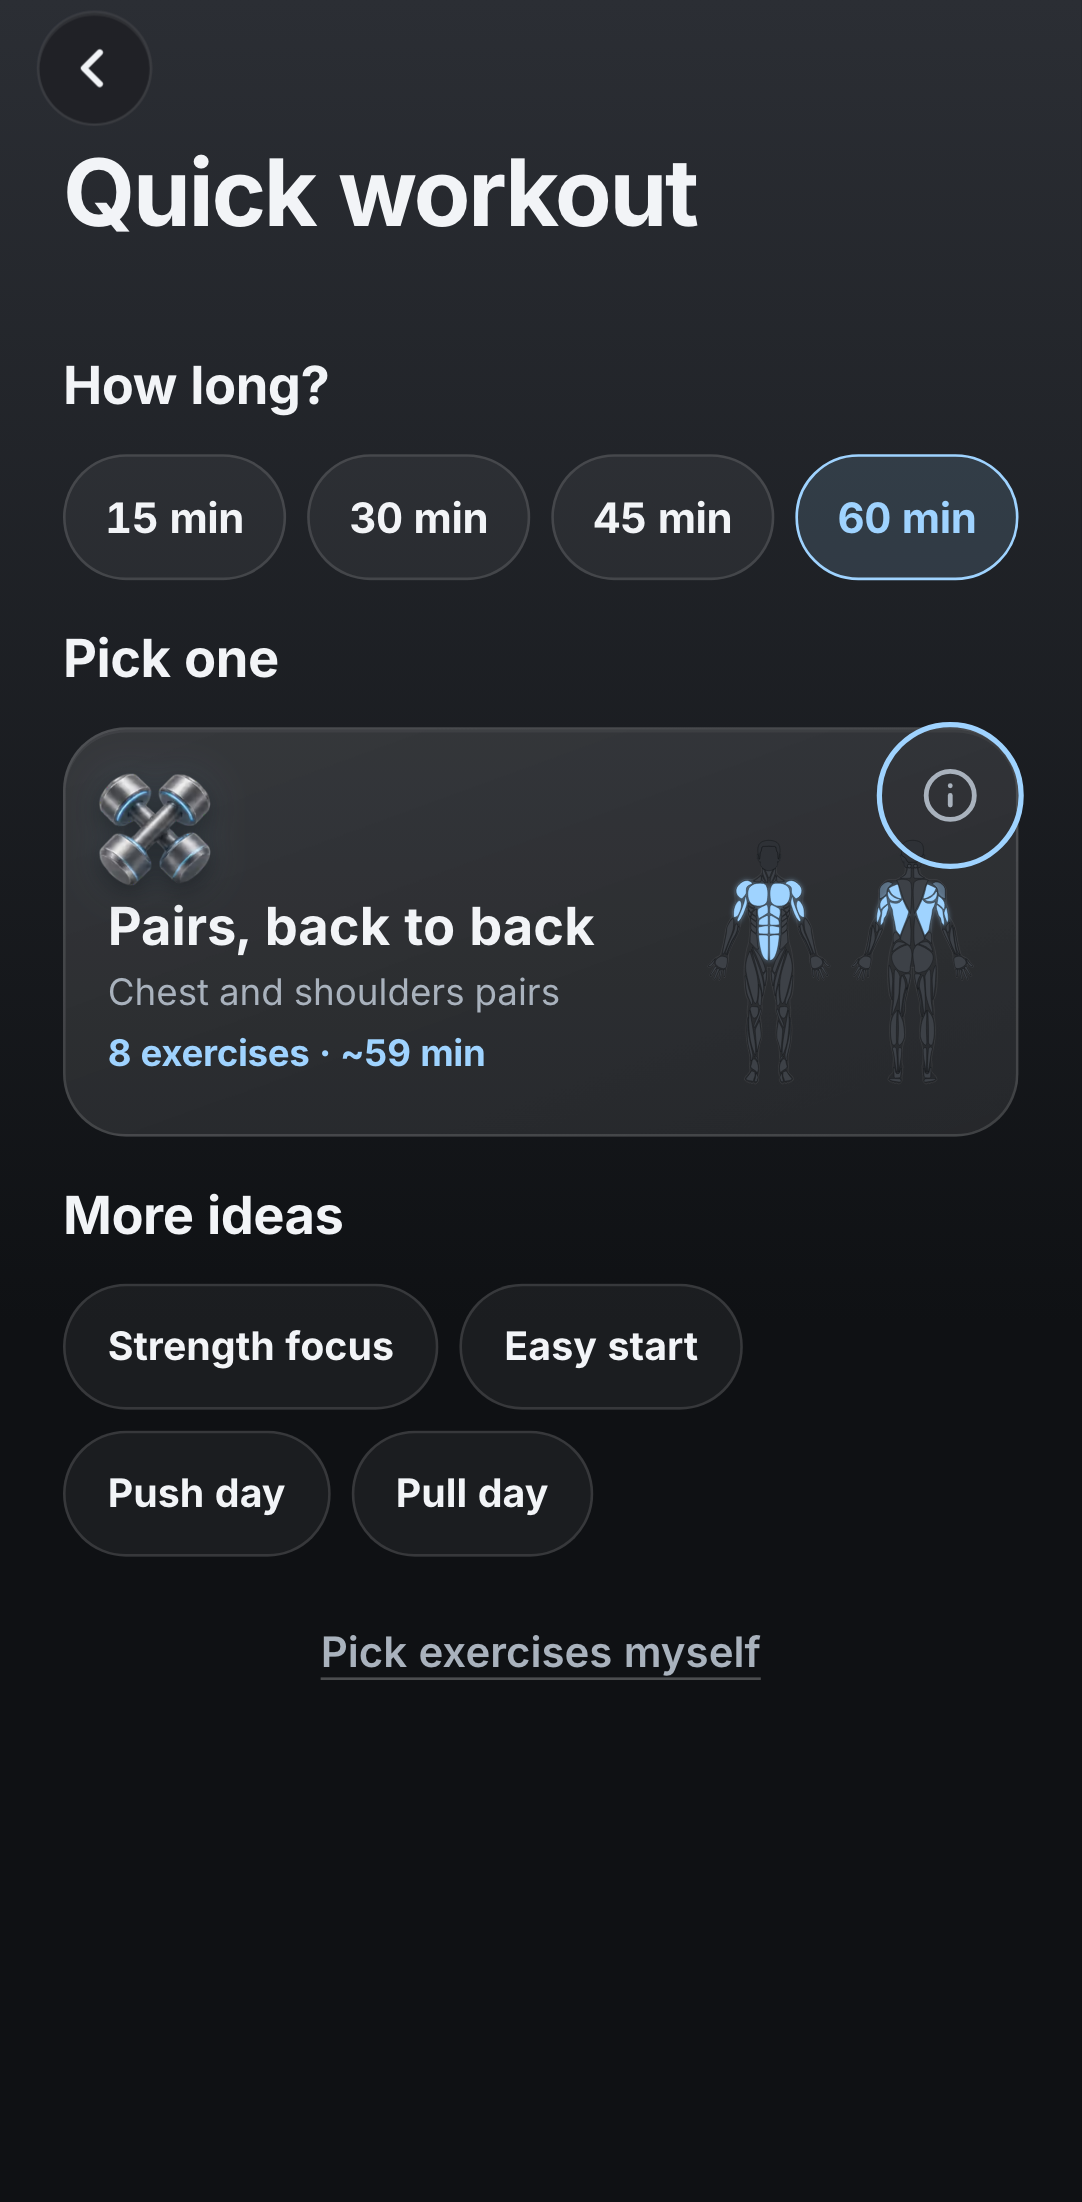 Quick workout
How long?
15 min 30 min 45 min 60 min
Pick one
Pairs, back to back
Chest and shoulders pairs
8 exercises · ~59 min
More ideas
Strength focus Easy start
Push day Pull day
Pick exercises myself